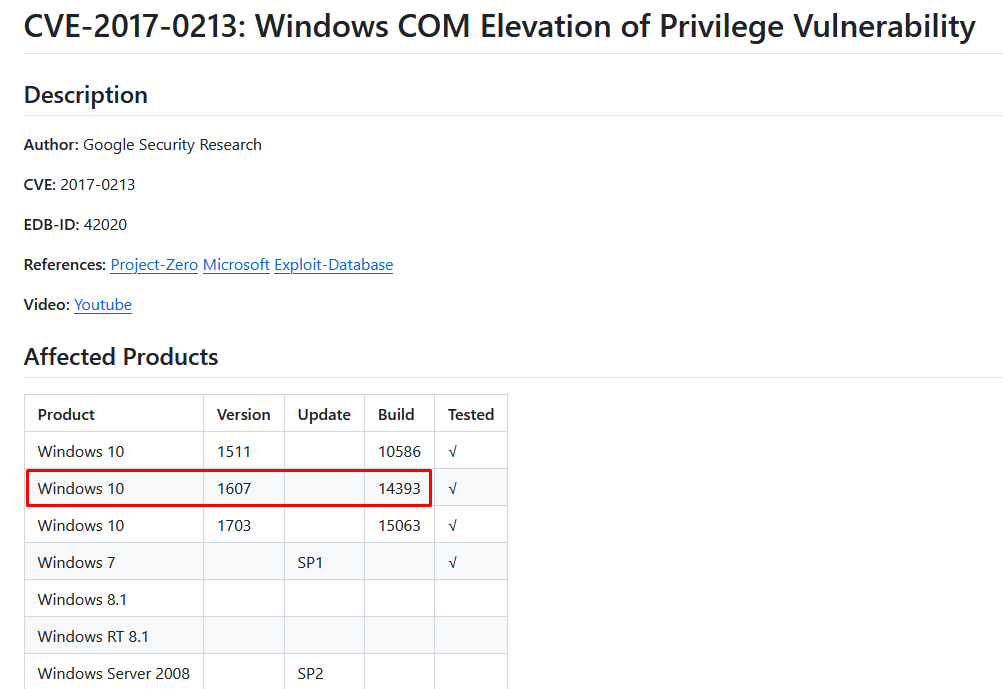 CVE-2017-0213: Windows COM Elevation of Privilege Vulnerability
Description
Author: Google Security Research
CVE: 2017-0213
EDB-ID: 42020
References: Project-Zero Microsoft Exploit-Database
Video: Youtube
Affected Products
Product Version Update Build Tested
Windows 10 1511 10586 √
Windows 10 1607 14393 √
Windows 10 1703 15063 √
Windows 7 SP1 √
Windows 8.1
Windows RT 8.1
Windows Server 2008 SP2